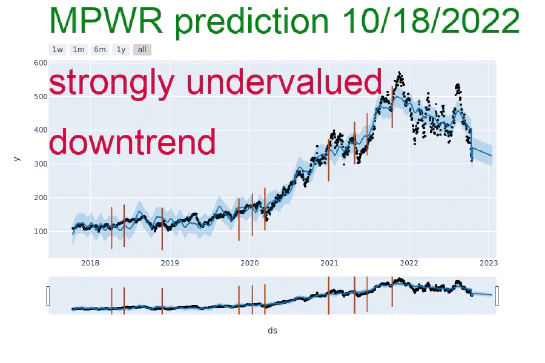 MPWR prediction 10/18/2022
1w 1m 6m 1y all
strongly undervalued
downtrend
600
500
400
300
200
100
y
2018 2019 2020 2021 2022 2023
ds